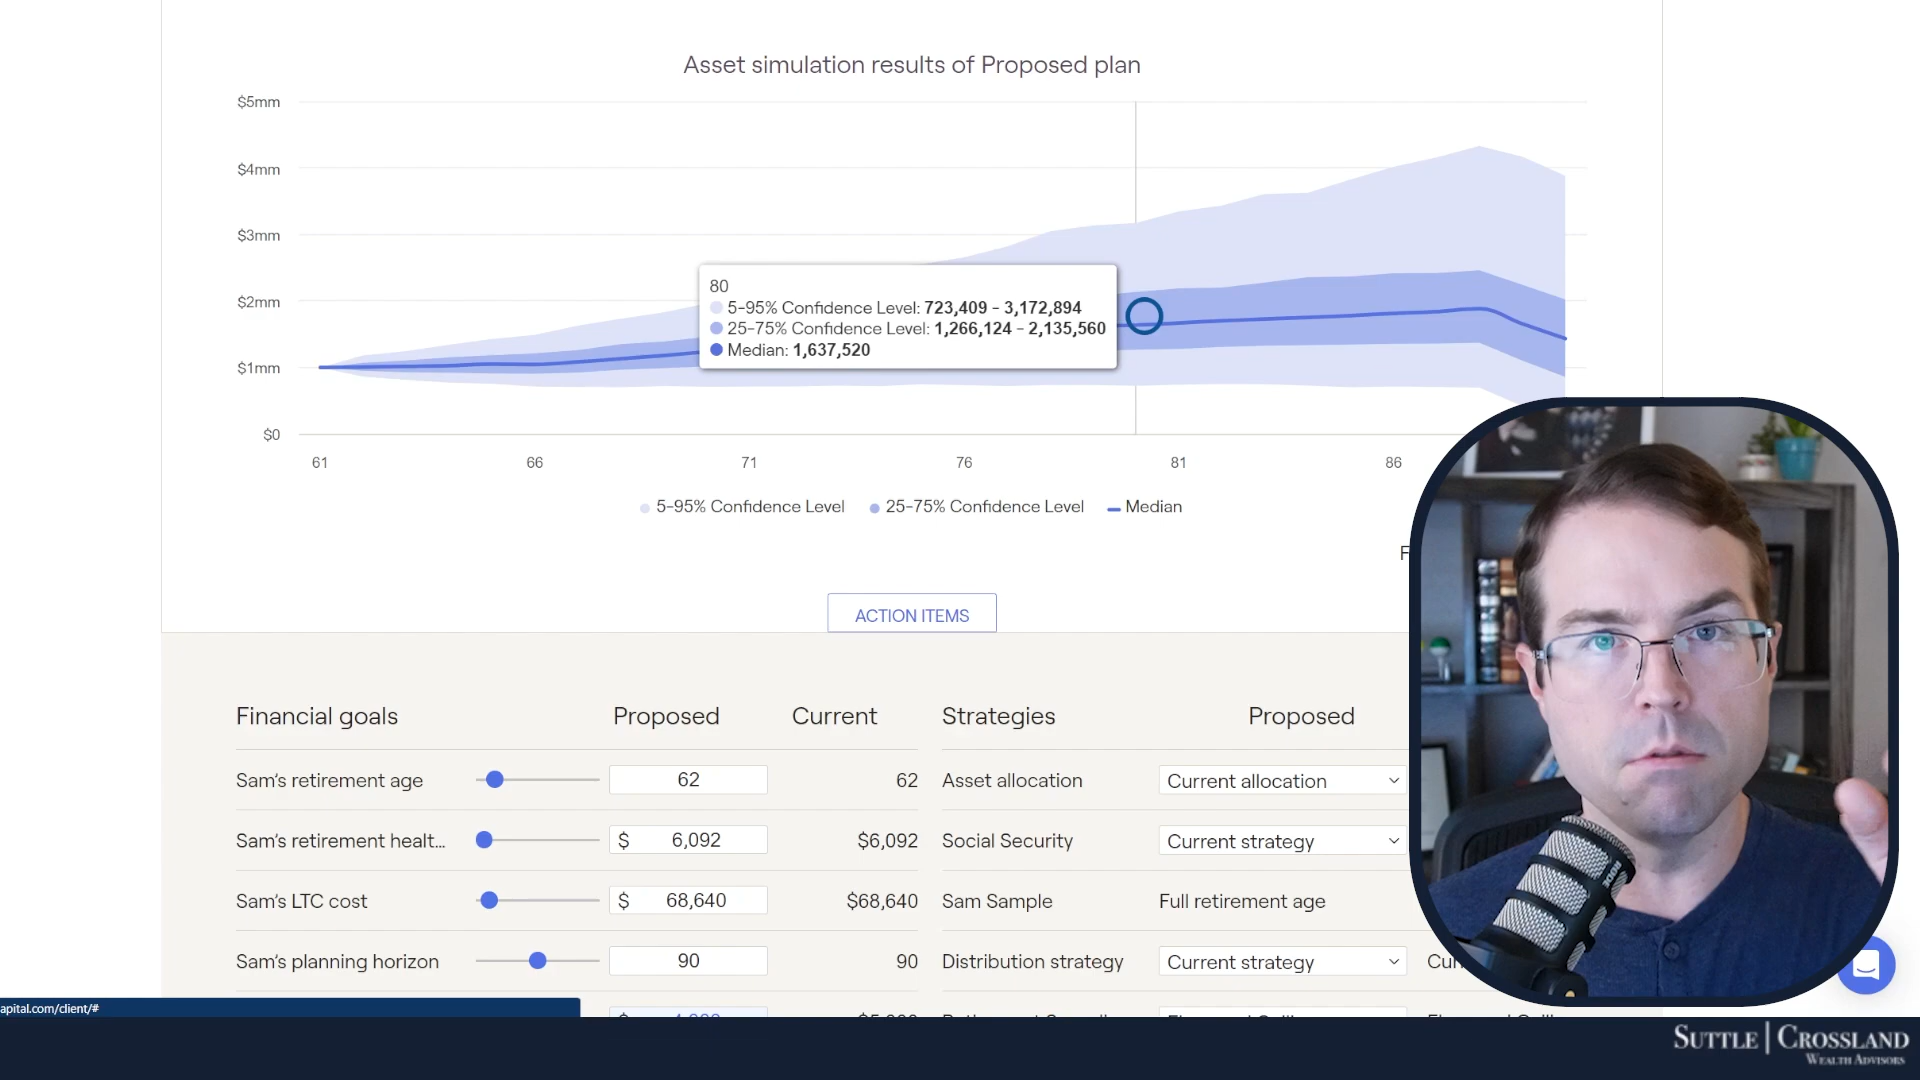 Asset simulation results of Proposed plan
$5mm
$4mm
$3mm
$2mm
$1mm
$0
80
5-95% Confidence Level: 723,409 - 3,172,894
25-75% Confidence Level: 1,266,124 - 2,135,560
Median: 1,637,520
61 66 71 76 81 86
5-95% Confidence Level 25-75% Confidence Level Median
F
ACTION ITEMS
Financial goals Proposed Current Strategies Proposed
Sam's retirement age 62 62 Asset allocation Current allocation
Sam's retirement healt... $ 6,092 $6,092 Social Security Current strategy
Sam's LTC cost $ 68,640 $68,640 Sam Sample Full retirement age
Sam's planning horizon 90 90 Distribution strategy Current strategy Cur
apital.com/client/#
RODE
SUTTLE | CROSSLAND
WEALTH ADVISORS